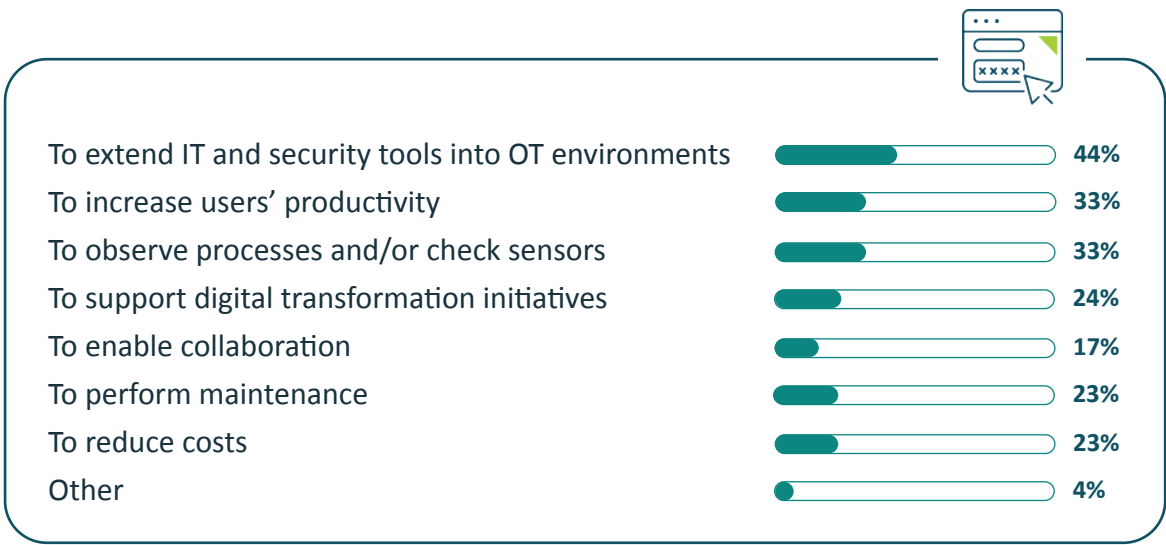 xxxx
To extend IT and security tools into OT environments 44%
To increase users’ productivity 33%
To observe processes and/or check sensors 33%
To support digital transformation initiatives 24%
To enable collaboration 17%
To perform maintenance 23%
To reduce costs 23%
Other 4%